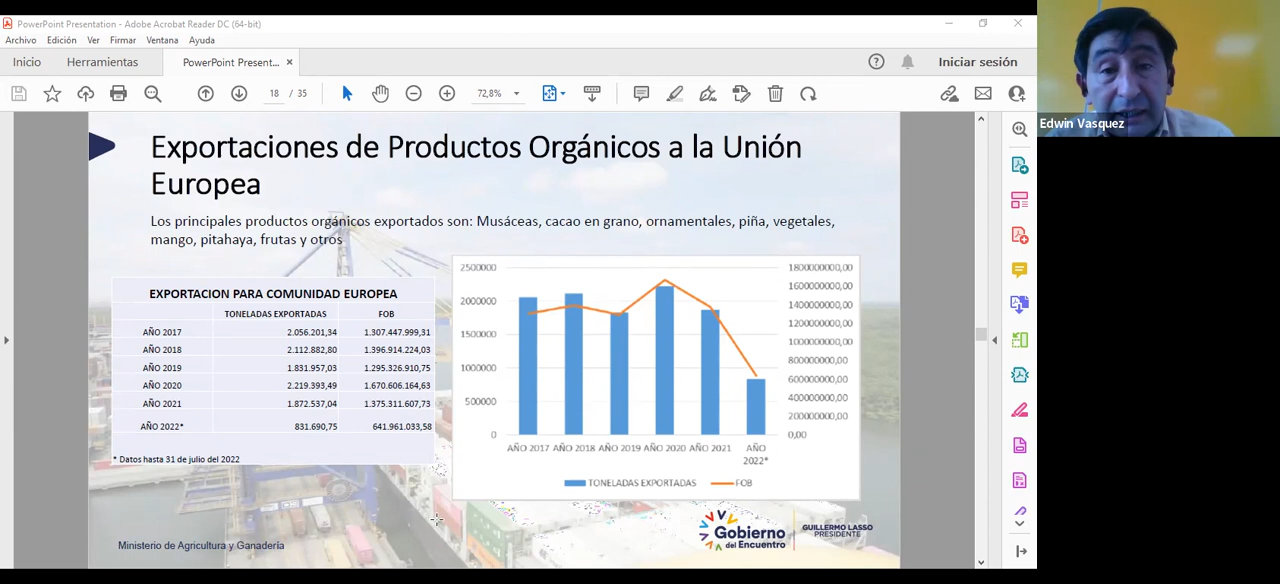 PowerPoint Presentation - Adobe Acrobat Reader DC (64-bit)
Archivo Edición Ver Firmar Ventana Ayuda
Inicio Herramientas PowerPoint Present... × Iniciar sesión
18 / 35 72,8%
Edwin Vasquez
Exportaciones de Productos Orgánicos a la Unión
Europea
Los principales productos orgánicos exportados son: Musáceas, cacao en grano, ornamentales, piña, vegetales,
mango, pitahaya, frutas y otros
EXPORTACION PARA COMUNIDAD EUROPEA
TONELADAS EXPORTADAS FOB
AÑO 2017 2.056.201,34 1.307.447.999,31
AÑO 2018 2.112.882,80 1.396.914.224,03
AÑO 2019 1.831.957,03 1.295.326.910,75
AÑO 2020 2.219.393,49 1.670.606.164,63
AÑO 2021 1.872.537,04 1.375.311.607,73
AÑO 2022* 831.690,75 641.961.033,58
* Datos hasta 31 de julio del 2022
2500000 1800000000,00
2000000 1600000000,00
1500000 1400000000,00
1000000 1200000000,00
500000 1000000000,00
0 800000000,00
600000000,00
400000000,00
200000000,00
0,00
AÑO 2017 AÑO 2018 AÑO 2019 AÑO 2020 AÑO 2021 AÑO
2022*
TONELADAS EXPORTADAS FOB
Ministerio de Agricultura y Ganadería
Gobierno
del Encuentro
GUILLERMO LASSO
PRESIDENTE